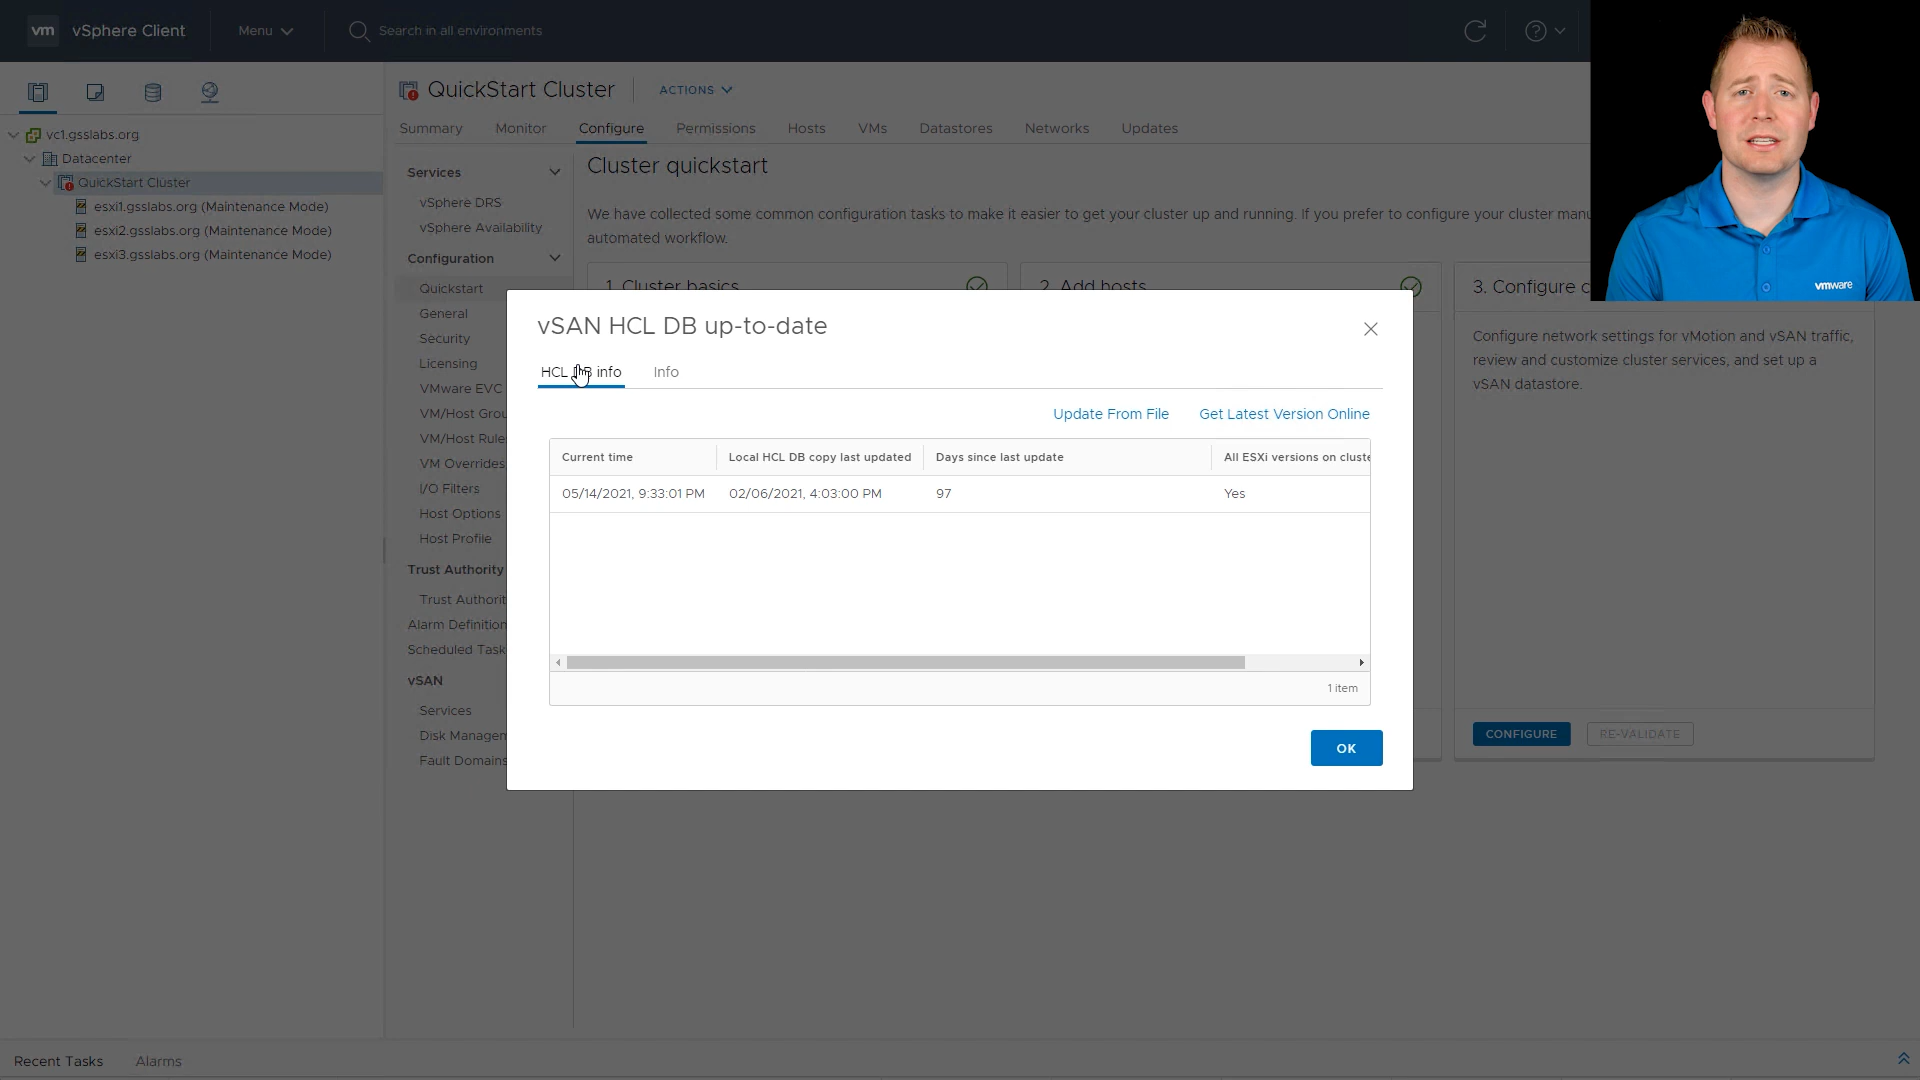 vm vSphere Client Menu Search in all environments
QuickStart Cluster ACTIONS
Summary Monitor Configure Permissions Hosts VMs Datastores Networks Updates
vc1.gsslabs.org
Datacenter
QuickStart Cluster
esxi1.gsslabs.org (Maintenance Mode)
esxi2.gsslabs.org (Maintenance Mode)
esxi3.gsslabs.org (Maintenance Mode)
Services
vSphere DRS
vSphere Availability
Configuration
Quickstart
General
Security
Licensing
VMware EVC
VM/Host Grou
VM/Host Rule
VM Overrides
I/O Filters
Host Options
Host Profile
Trust Authority
Trust Authorit
Alarm Definition
Scheduled Task
vSAN
Services
Disk Managem
Fault Domains
Cluster quickstart
We have collected some common configuration tasks to make it easier to get your cluster up and running. If you prefer to configure your cluster manu
automated workflow.
1. Cluster basics
2. Add hosts
3. Configure c
Configure network settings for vMotion and vSAN traffic,
review and customize cluster services, and set up a
vSAN datastore.
CONFIGURE RE-VALIDATE
vSAN HCL DB up-to-date
HCL DB info Info
Update From File Get Latest Version Online
Current time Local HCL DB copy last updated Days since last update All ESXi versions on cluste
05/14/2021, 9:33:01 PM 02/06/2021, 4:03:00 PM 97 Yes
1 item
OK
vmware
Recent Tasks Alarms